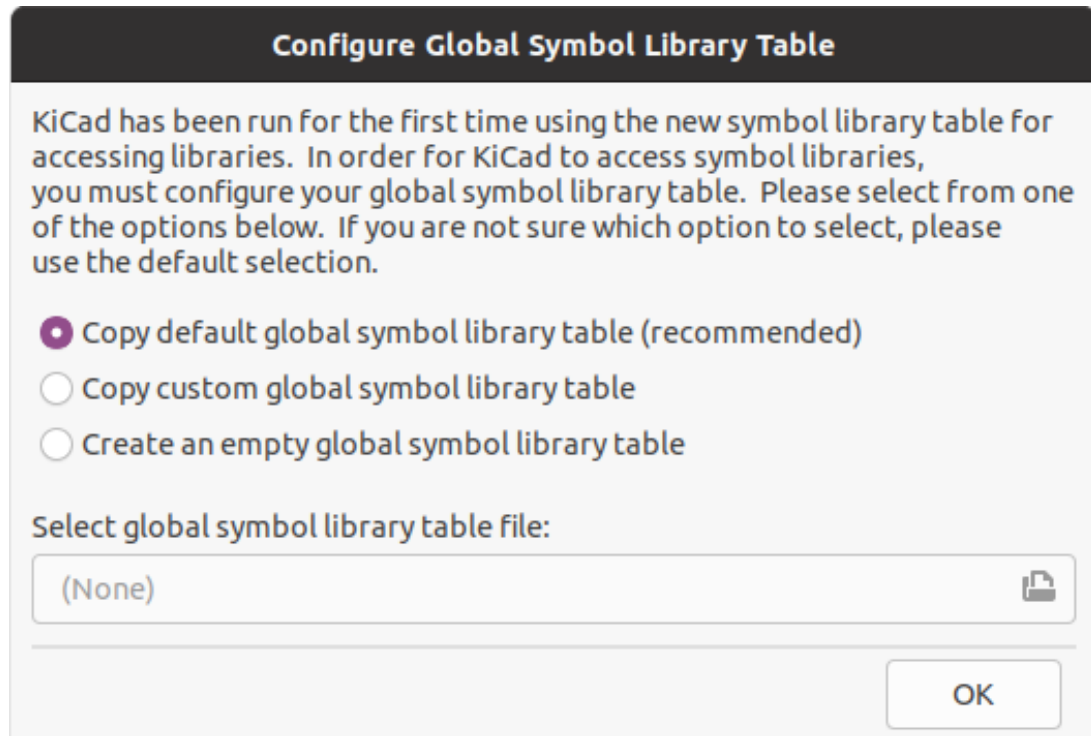 Configure Global Symbol Library Table
KiCad has been run for the first time using the new symbol library table for
accessing libraries.  In order for KiCad to access symbol libraries,
you must configure your global symbol library table.  Please select from one
of the options below.  If you are not sure which option to select, please
use the default selection.
Copy default global symbol library table (recommended)
Copy custom global symbol library table
Create an empty global symbol library table
Select global symbol library table file:
(None)
OK